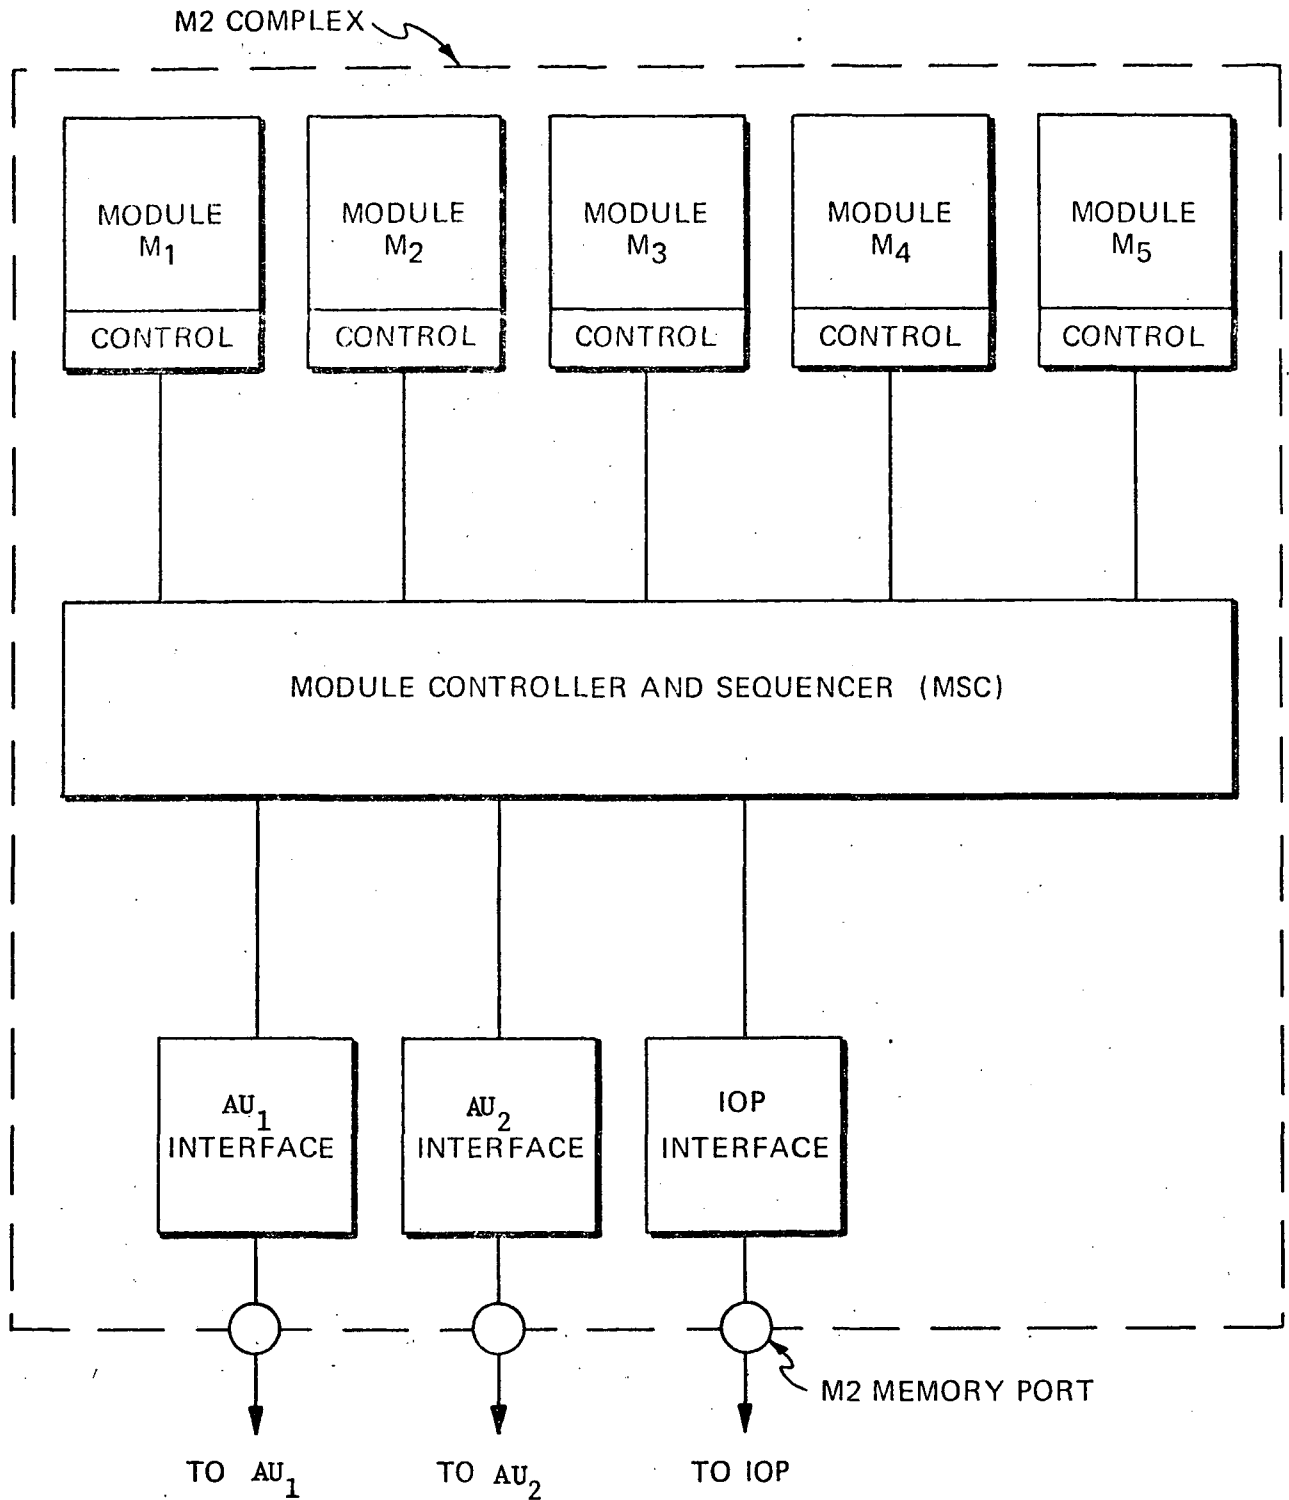 M2 COMPLEX
MODULE
M1
MODULE
M2
MODULE
M3
MODULE
M4
MODULE
M5
CONTROL
CONTROL
CONTROL
CONTROL
CONTROL
MODULE CONTROLLER AND SEQUENCER (MSC)
AU1
INTERFACE
AU2
INTERFACE
IOP
INTERFACE
M2 MEMORY PORT
TO AU1
TO AU2
TO IOP